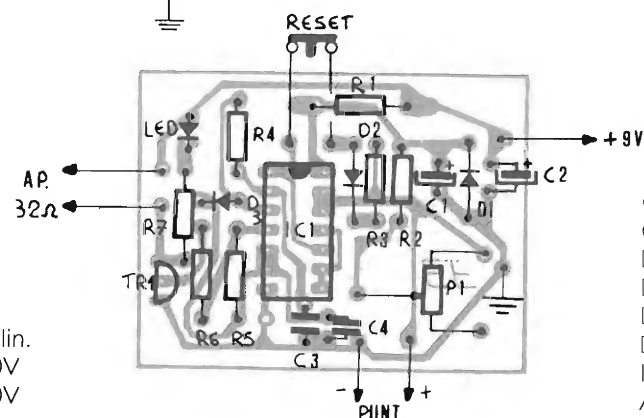 RESET
R1
LED
R4
D2
+9V
C1
C2
AP.
32Ω
R7
D3
IC1
R3
R2
D1
TR1
P1
R6
R5
C3
C4
lin.
- +
PUNT